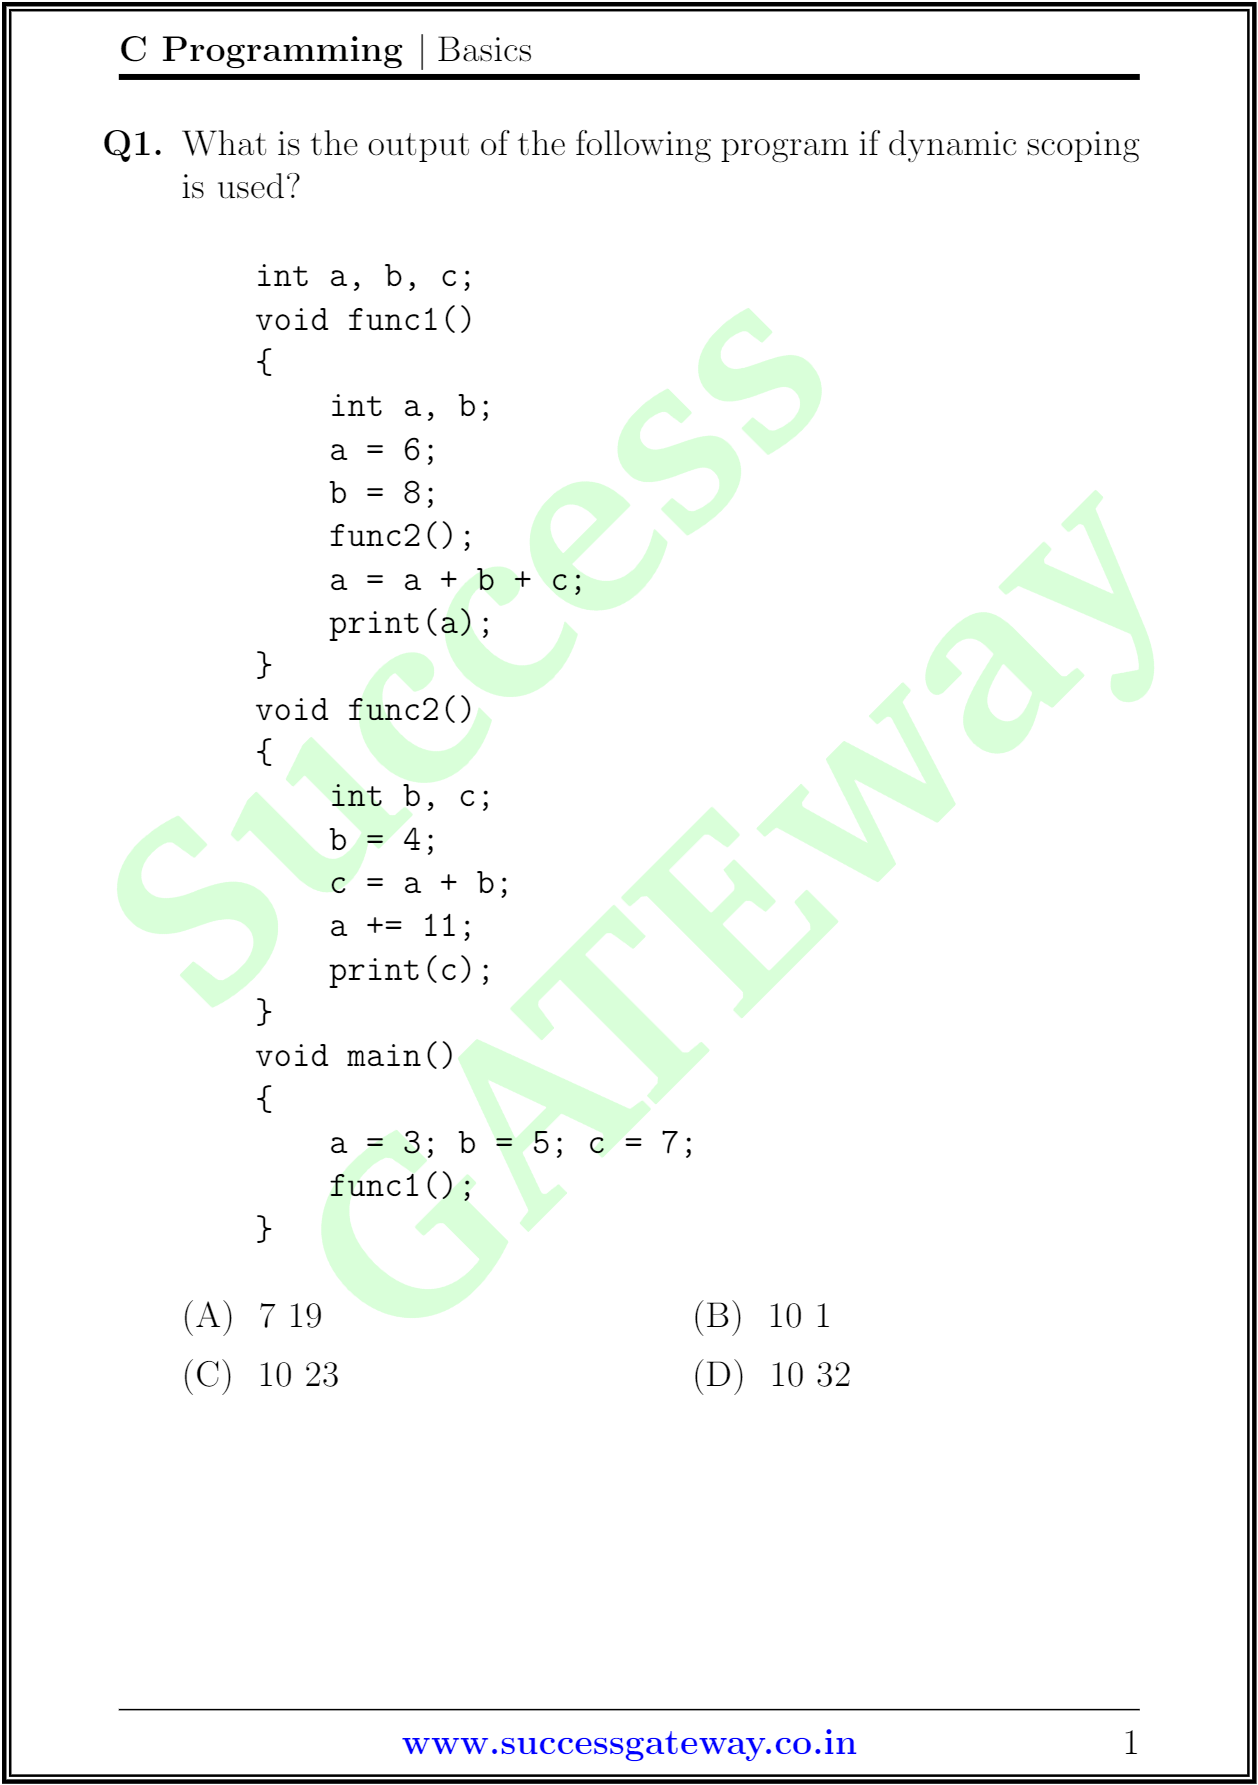 C Programming | Basics
Q1. What is the output of the following program if dynamic scoping
is used?
int a, b, c;
void func1()
{
    int a, b;
    a = 6;
    b = 8;
    func2();
    a = a + b + c;
    print(a);
}
void func2()
{
    int b, c;
    b = 4;
    c = a + b;
    a += 11;
    print(c);
}
void main()
{
    a = 3; b = 5; c = 7;
    func1();
}
(A) 7 19 (B) 10 1
(C) 10 23 (D) 10 32
Success
GATEway
www.successgateway.co.in 1